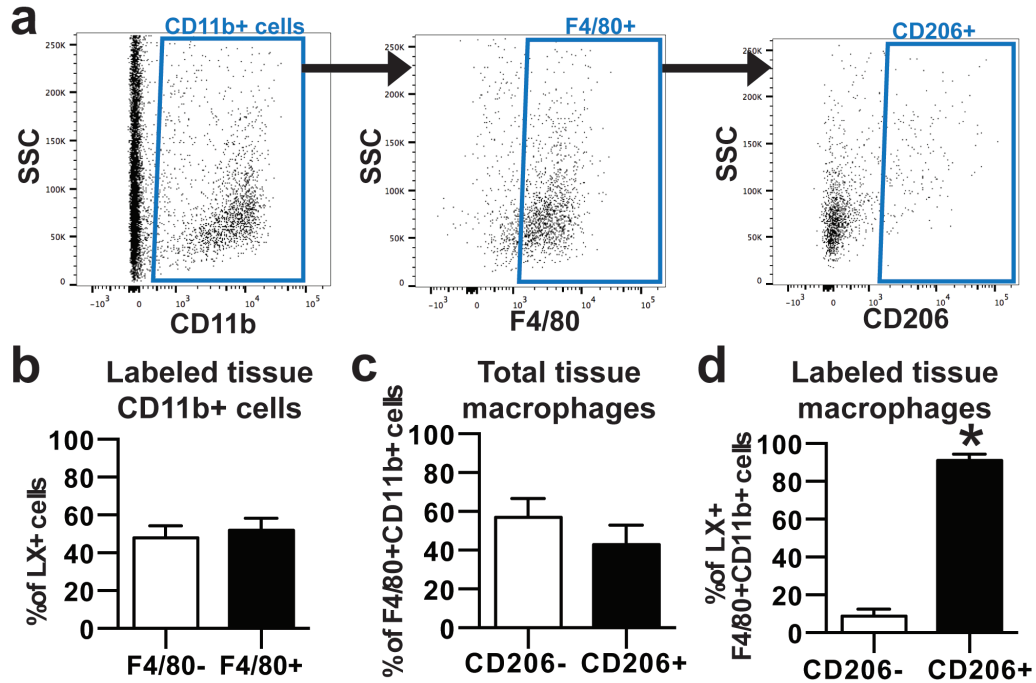 a
CD11b+ cells
F4/80+
CD206+
SSC
250K
200K
150K
100K
50K
0
-10³ 0 10³ 10⁴ 10⁵
CD11b
SSC
250K
200K
150K
100K
50K
0
-10³ 0 10³ 10⁴ 10⁵
F4/80
SSC
250K
200K
150K
100K
50K
0
-10³ 0 10³ 10⁴ 10⁵
CD206
b
Labeled tissue
CD11b+ cells
%of LX+ cells
100
80
60
40
20
0
F4/80- F4/80+
c
Total tissue
macrophages
% of F4/80+CD11b+ cells
100
80
60
40
20
0
CD206- CD206+
d
Labeled tissue
macrophages
%of LX+
F4/80+CD11b+ cells
100
80
60
40
20
0
*
CD206- CD206+